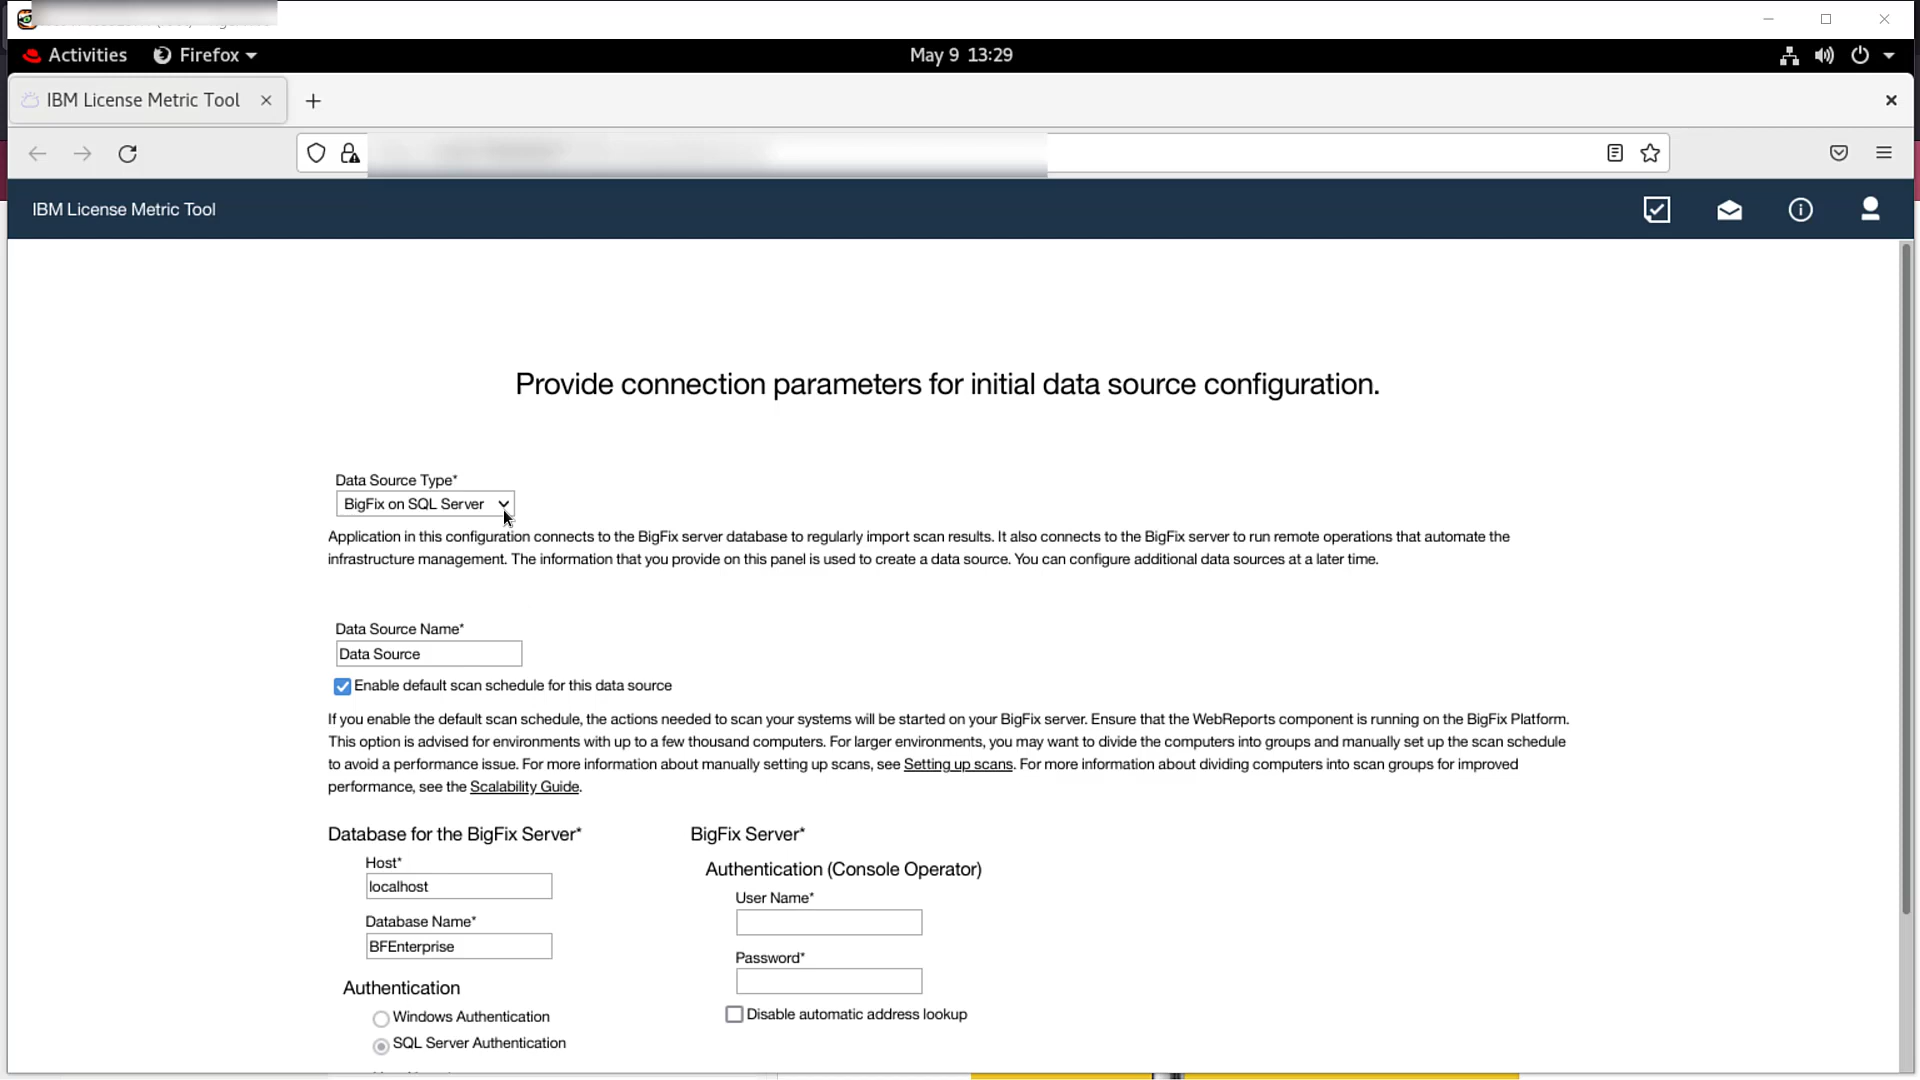 Activities
Firefox
May 9 13:29
IBM License Metric Tool
IBM License Metric Tool
Provide connection parameters for initial data source configuration.
Data Source Type*
BigFix on SQL Server
Application in this configuration connects to the BigFix server database to regularly import scan results. It also connects to the BigFix server to run remote operations that automate the
infrastructure management. The information that you provide on this panel is used to create a data source. You can configure additional data sources at a later time.
Data Source Name*
Data Source
Enable default scan schedule for this data source
If you enable the default scan schedule, the actions needed to scan your systems will be started on your BigFix server. Ensure that the WebReports component is running on the BigFix Platform.
This option is advised for environments with up to a few thousand computers. For larger environments, you may want to divide the computers into groups and manually set up the scan schedule
to avoid a performance issue. For more information about manually setting up scans, see Setting up scans. For more information about dividing computers into scan groups for improved
performance, see the Scalability Guide.
Database for the BigFix Server*
Host*
localhost
Database Name*
BFEnterprise
Authentication
Windows Authentication
SQL Server Authentication
BigFix Server*
Authentication (Console Operator)
User Name*
Password*
Disable automatic address lookup